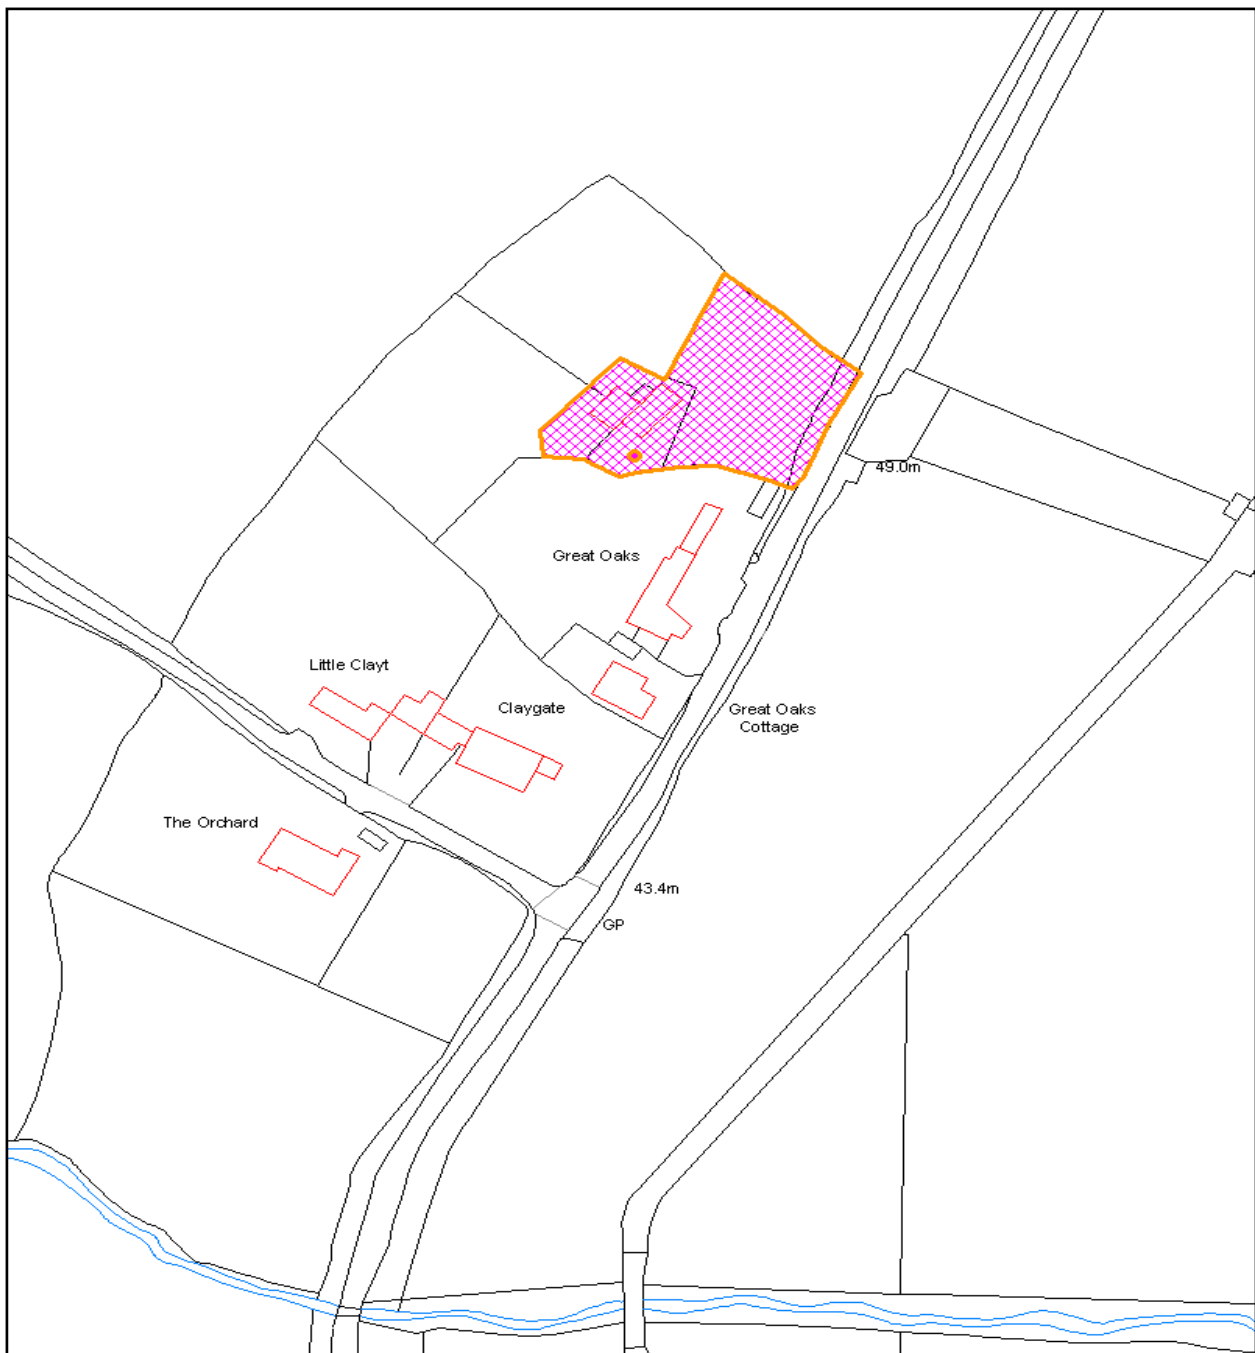 49.0m
Great Oaks
Little Clayt
Claygate
Great Oaks
Cottage
The Orchard
43.4m
GP